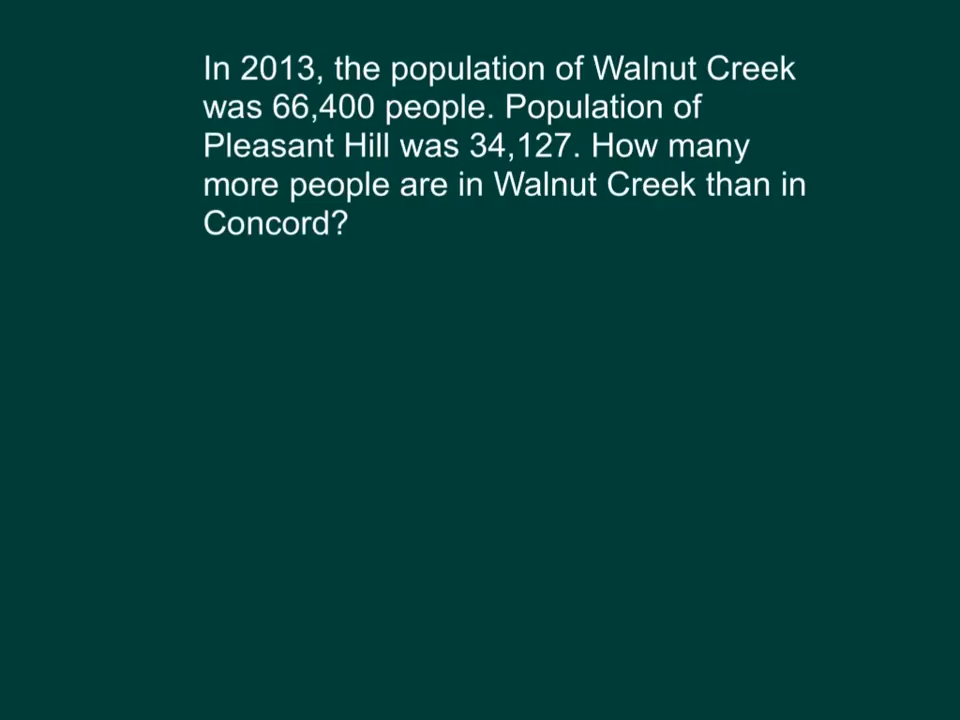 In 2013, the population of Walnut Creek
was 66,400 people. Population of
Pleasant Hill was 34,127. How many
more people are in Walnut Creek than in
Concord?